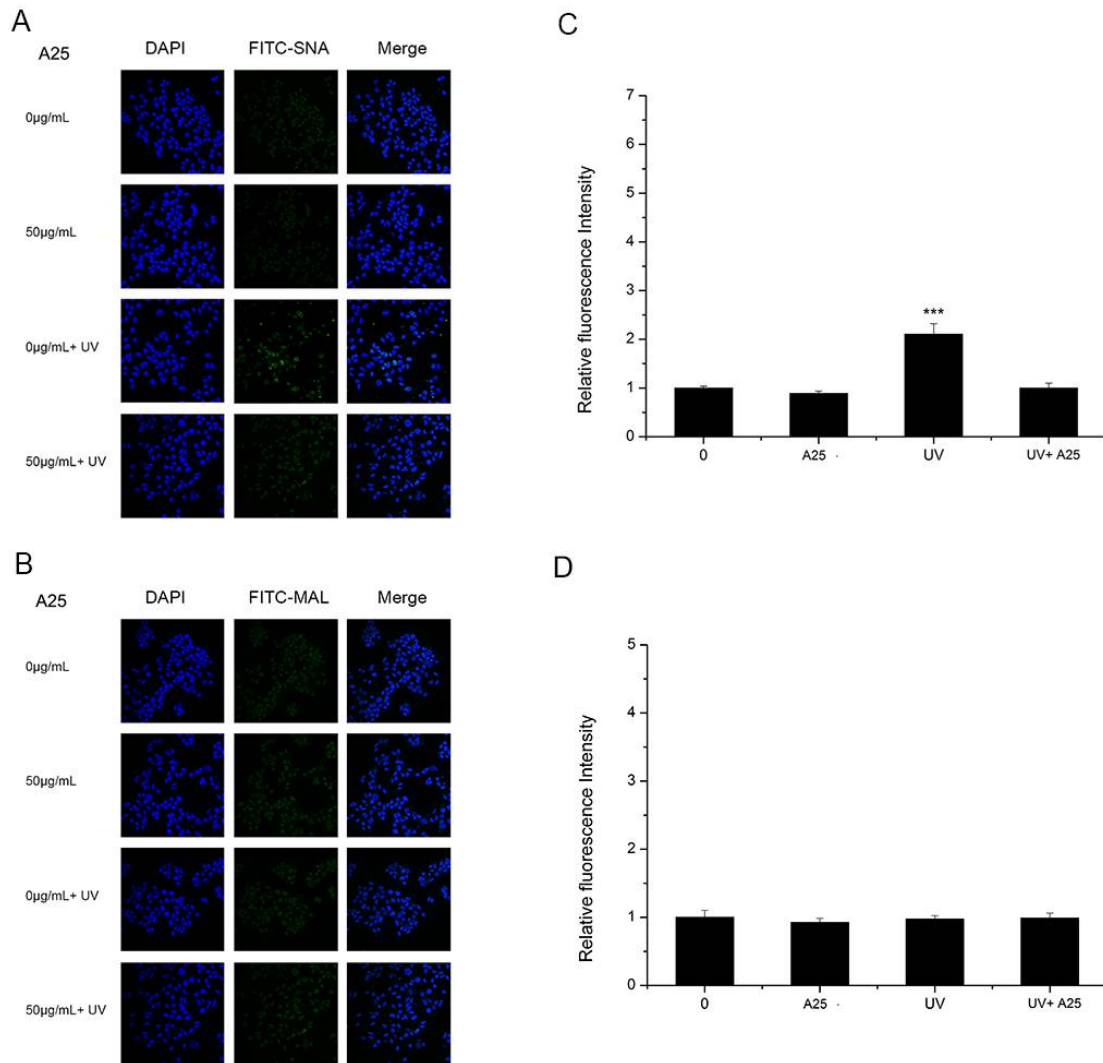 A
A25 DAPI FITC-SNA Merge
0µg/mL
50µg/mL
0µg/mL+ UV
50µg/mL+ UV
B
A25 DAPI FITC-MAL Merge
0µg/mL
50µg/mL
0µg/mL+ UV
50µg/mL+ UV
C
Relative fluorescence Intensity
7
6
5
4
3
2
1
0
***
0 A25 UV UV+ A25
D
Relative fluorescence Intensity
5
4
3
2
1
0
0 A25 UV UV+ A25